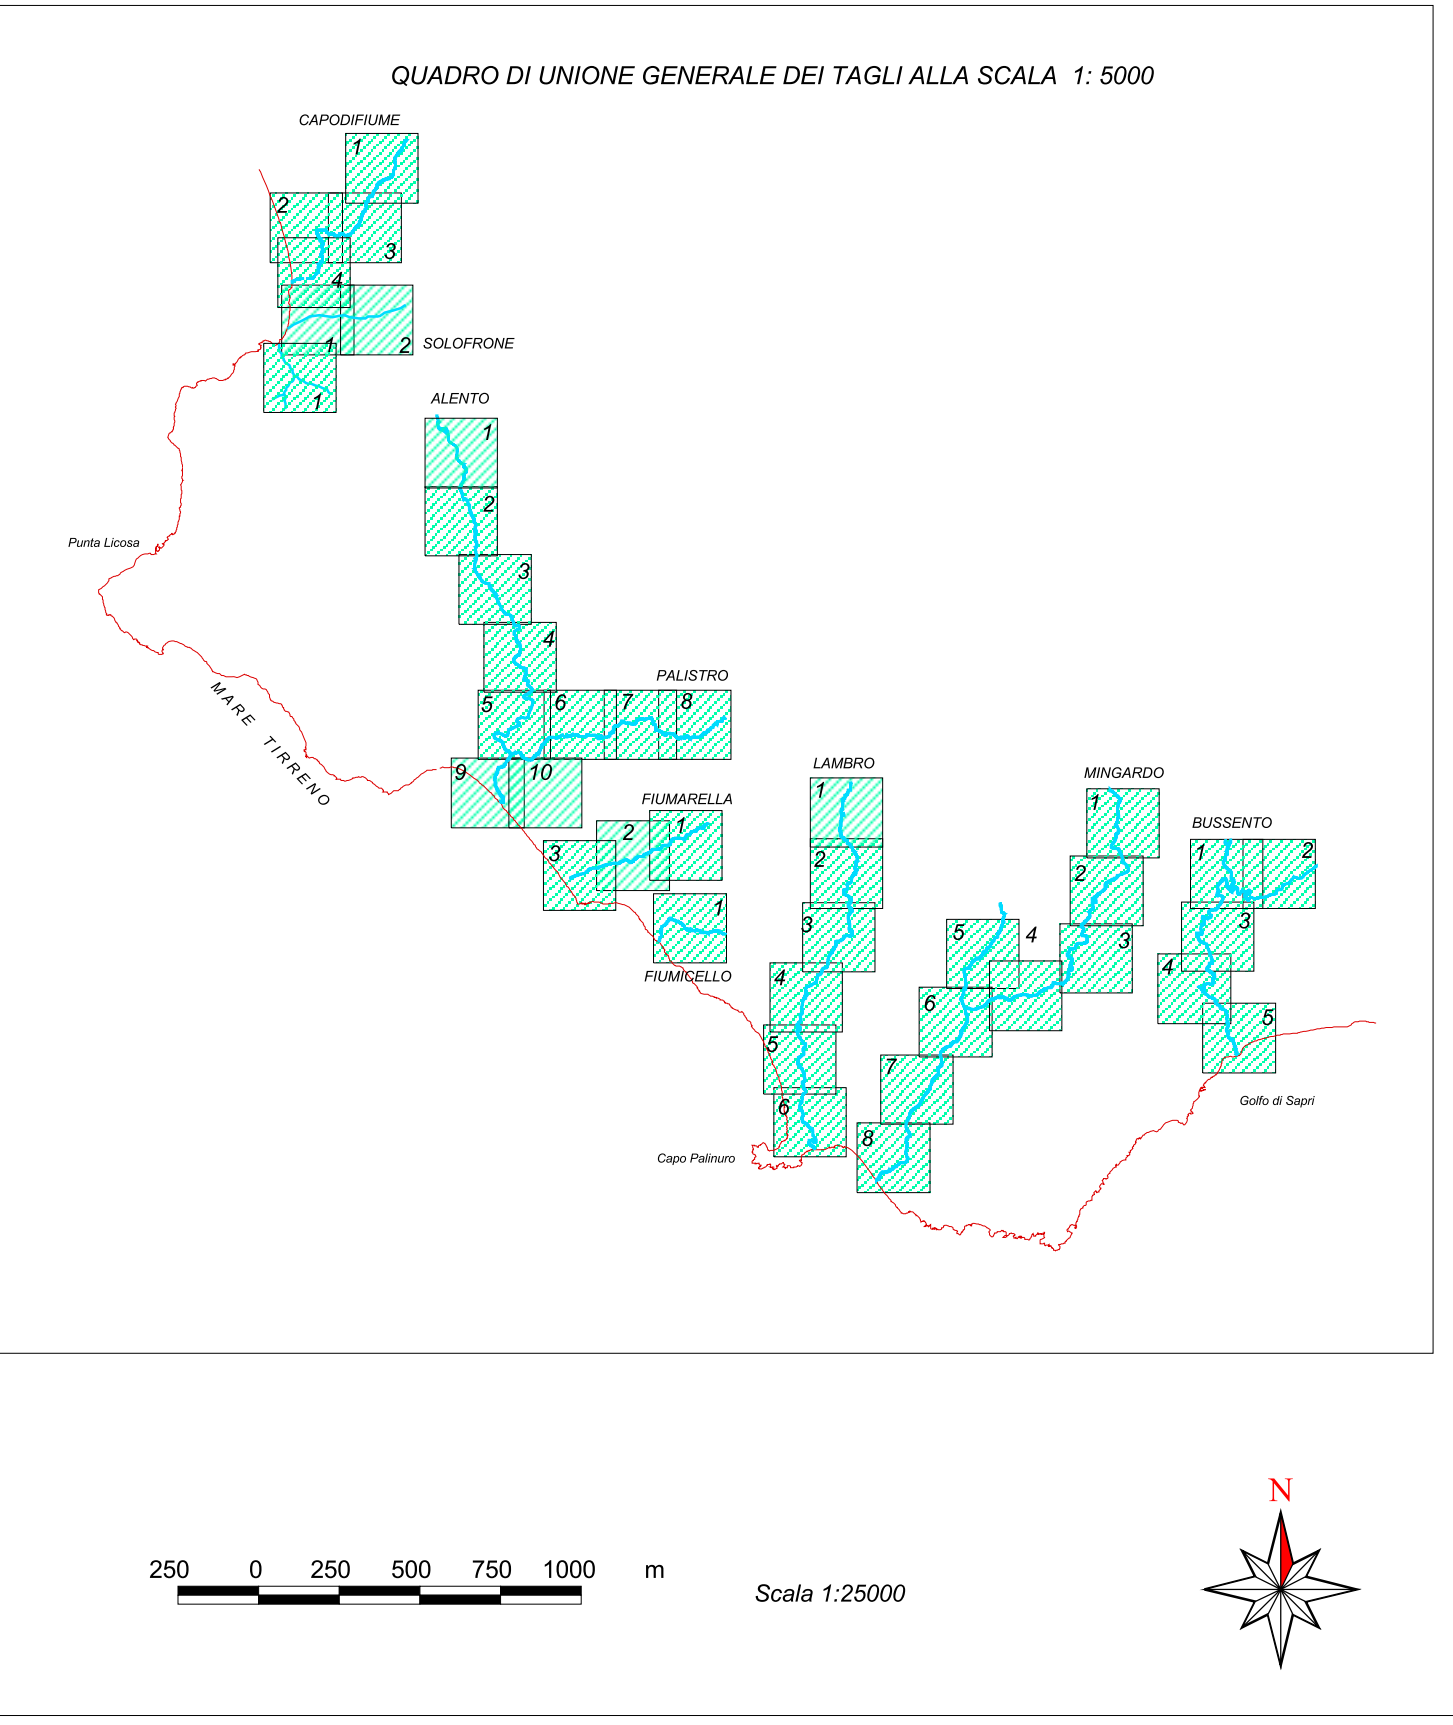 QUADRO DI UNIONE GENERALE DEI TAGLI ALLA SCALA 1: 5000
CAPODIFIUME
1
2
3
4
1
2
SOLOFRONE
1
ALENTO
1
2
Punta Licosa
3
4
PALISTRO
5
6
7
8
MARE TIRRENO
9
10
LAMBRO
MINGARDO
FIUMARELLA
1
1
BUSSENTO
3
2
1
2
2
1
2
1
3
3
4
5
6
5
4
3
3
4
5
FIUMICELLO
6
7
8
Golfo di Sapri
Capo Palinuro
N
250 0 250 500 750 1000 m
Scala 1:25000